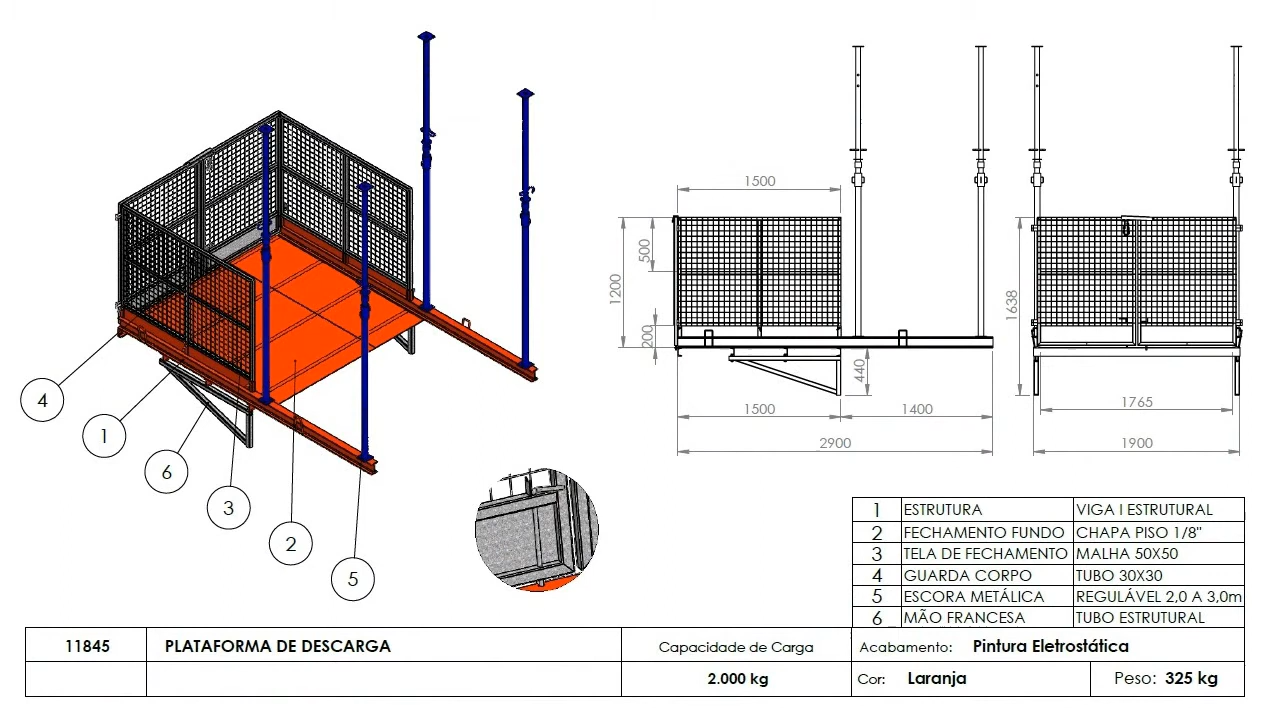 1500
500
1200
200
440
1500
1400
2900
1638
1765
1900
4
1
6
3
2
5
1 ESTRUTURA VIGA I ESTRUTURAL
2 FECHAMENTO FUNDO CHAPA PISO 1/8"
3 TELA DE FECHAMENTO MALHA 50X50
4 GUARDA CORPO TUBO 30X30
5 ESCORA METÁLICA REGULÁVEL 2,0 A 3,0m
6 MÃO FRANCESA TUBO ESTRUTURAL
11845 PLATAFORMA DE DESCARGA Capacidade de Carga Acabamento: Pintura Eletrostática
2.000 kg Cor: Laranja Peso: 325 kg